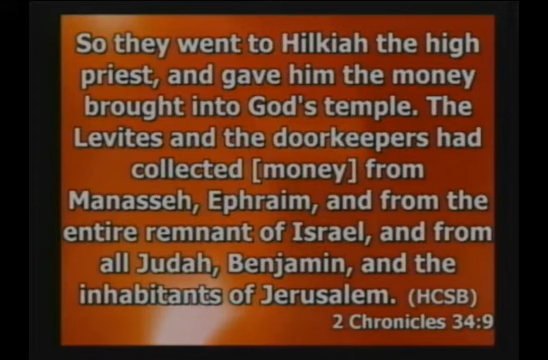 So they went to Hilkiah the high
priest, and gave him the money
brought into God's temple. The
Levites and the doorkeepers had
collected [money] from
Manasseh, Ephraim, and from the
entire remnant of Israel, and from
all Judah, Benjamin, and the
inhabitants of Jerusalem. (HCSB)
2 Chronicles 34:9